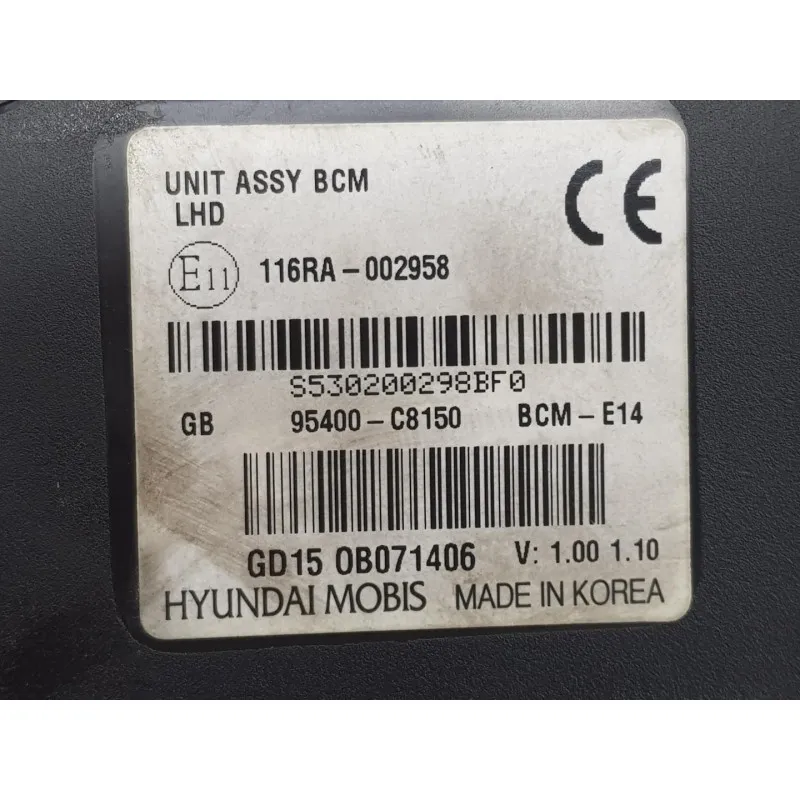 UNIT ASSY BCM
LHD
CE
E11 116RA-002958
S530200298BF0
GB 95400-C8150 BCM-E14
GD15 0B071406 V: 1.00 1.10
HYUNDAI MOBIS MADE IN KOREA